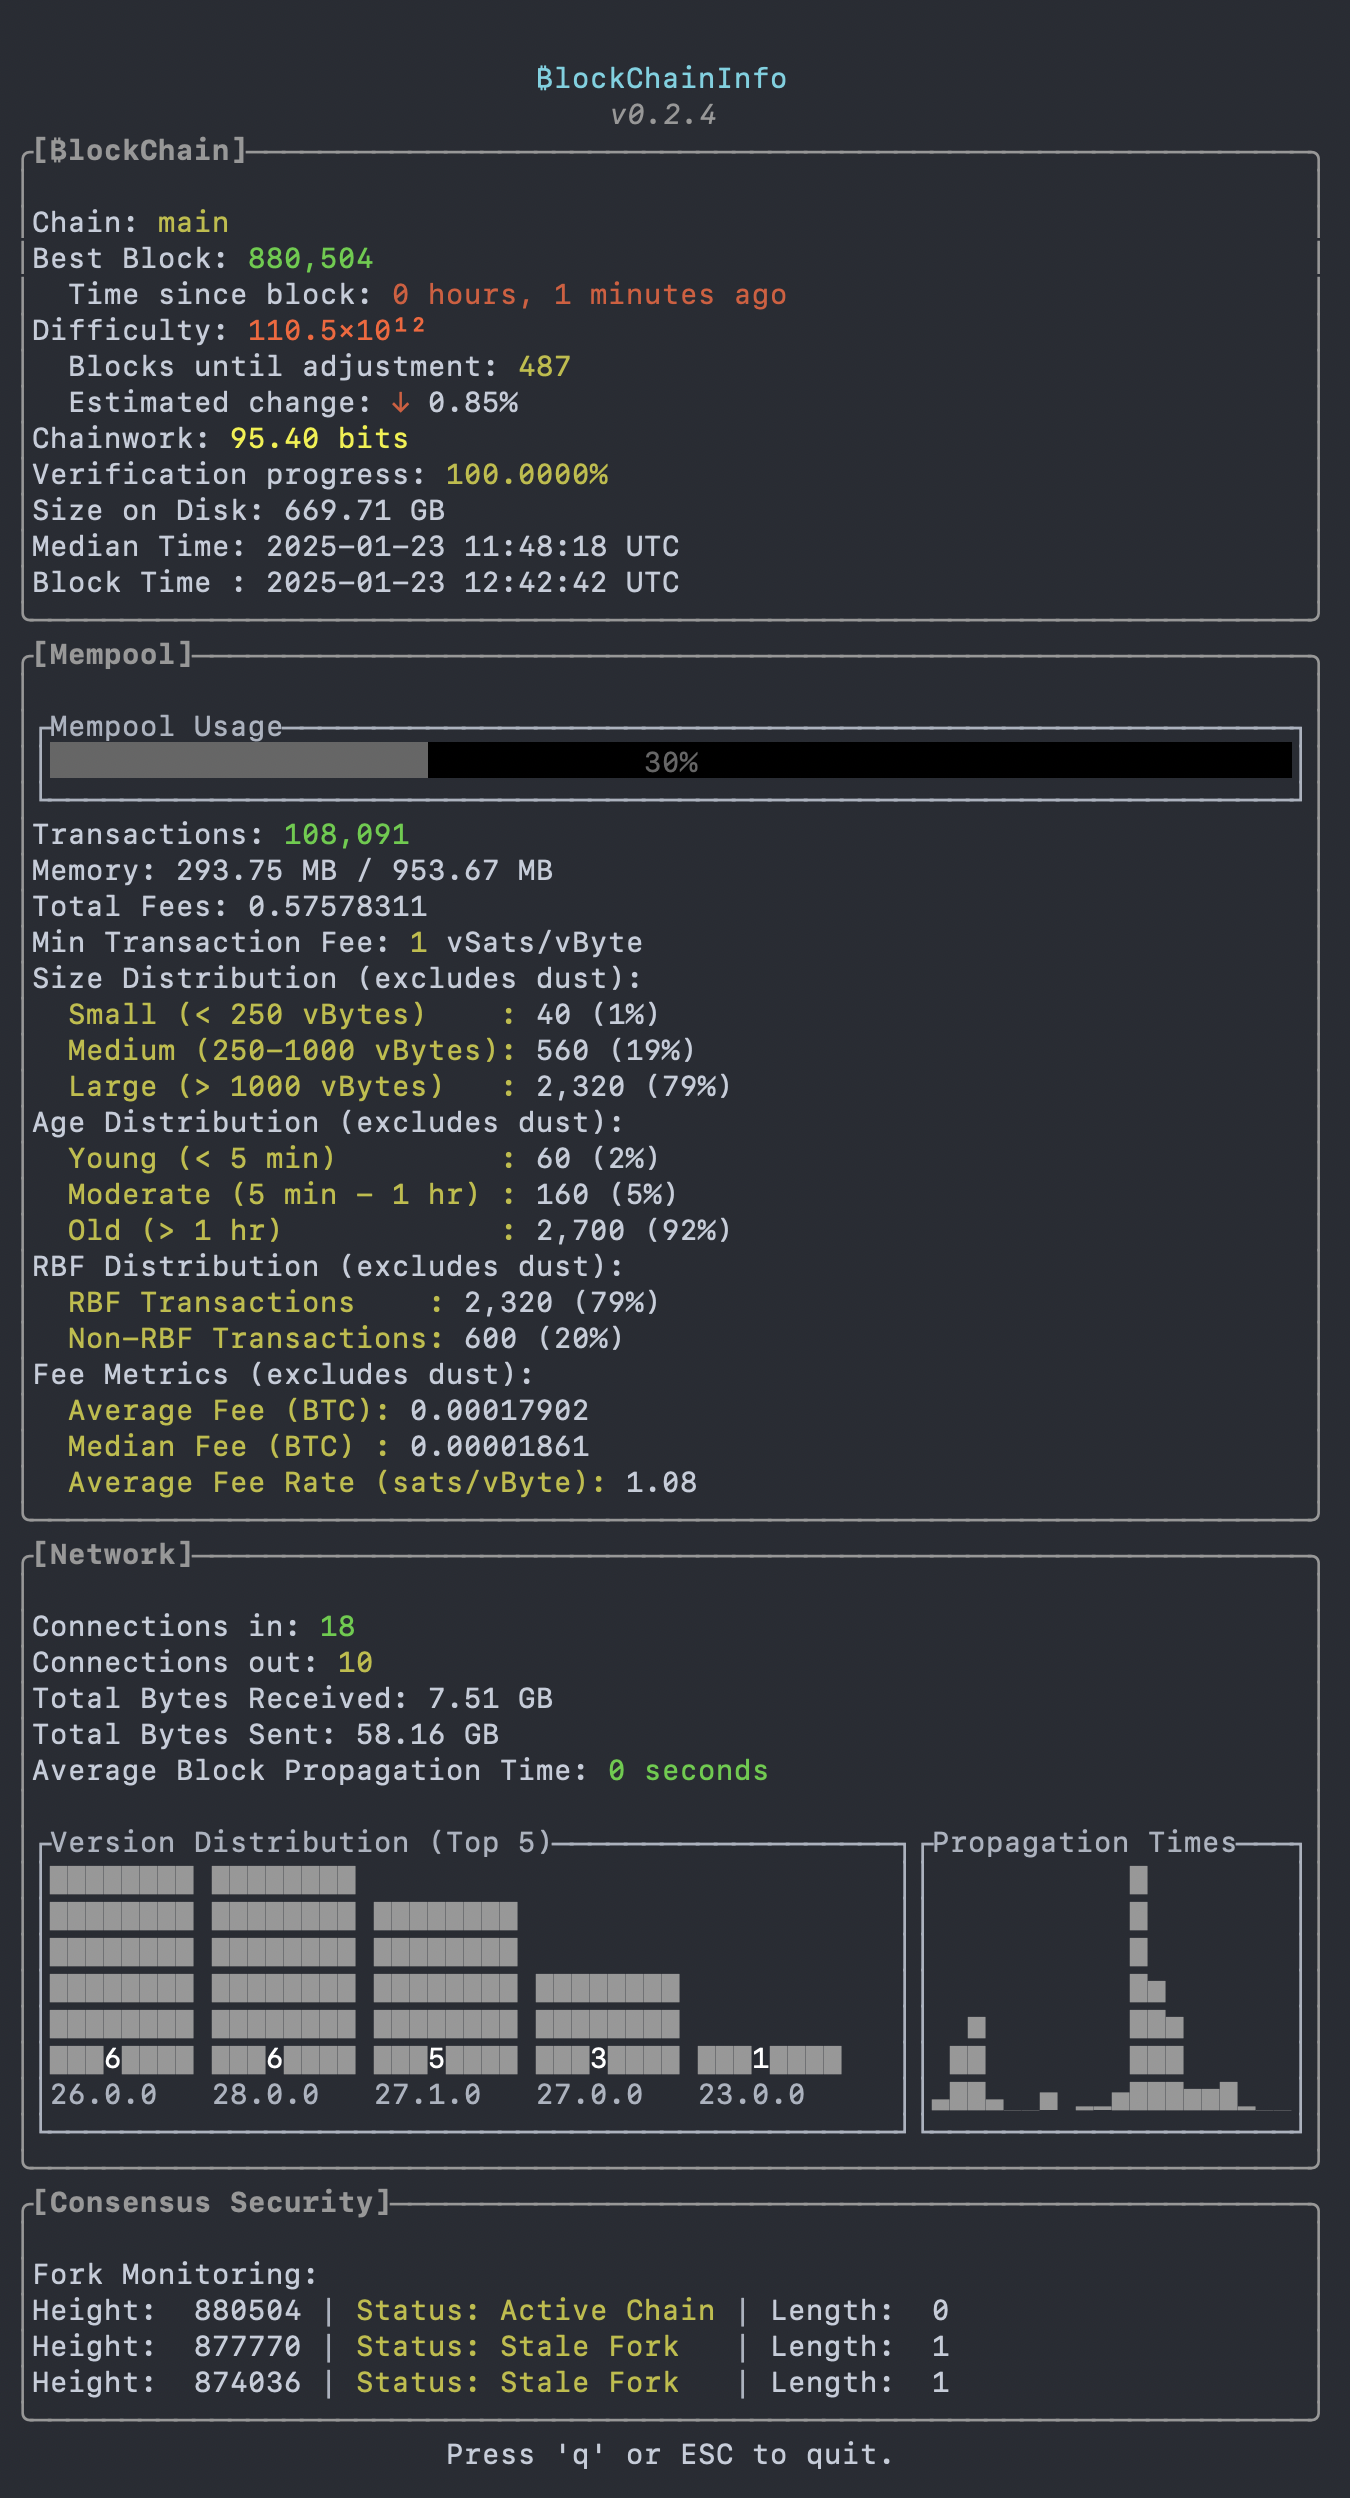 ₿lockChainInfo
v0.2.4
[₿lockChain]
Chain: main
Best Block: 880,504
Time since block: 0 hours, 1 minutes ago
Difficulty: 110.5×10¹²
Blocks until adjustment: 487
Estimated change: ↓ 0.85%
Chainwork: 95.40 bits
Verification progress: 100.0000%
Size on Disk: 669.71 GB
Median Time: 2025-01-23 11:48:18 UTC
Block Time : 2025-01-23 12:42:42 UTC
[Mempool]
Mempool Usage
30%
Transactions: 108,091
Memory: 293.75 MB / 953.67 MB
Total Fees: 0.57578311
Min Transaction Fee: 1 vSats/vByte
Size Distribution (excludes dust):
Small (< 250 vBytes)    : 40 (1%)
Medium (250-1000 vBytes): 560 (19%)
Large (> 1000 vBytes)   : 2,320 (79%)
Age Distribution (excludes dust):
Young (< 5 min)         : 60 (2%)
Moderate (5 min - 1 hr) : 160 (5%)
Old (> 1 hr)            : 2,700 (92%)
RBF Distribution (excludes dust):
RBF Transactions    : 2,320 (79%)
Non-RBF Transactions: 600 (20%)
Fee Metrics (excludes dust):
Average Fee (BTC): 0.00017902
Median Fee (BTC) : 0.00001861
Average Fee Rate (sats/vByte): 1.08
[Network]
Connections in: 18
Connections out: 10
Total Bytes Received: 7.51 GB
Total Bytes Sent: 58.16 GB
Average Block Propagation Time: 0 seconds
Version Distribution (Top 5)
6 6 5 3 1
26.0.0 28.0.0 27.1.0 27.0.0 23.0.0
Propagation Times
[Consensus Security]
Fork Monitoring:
Height:  880504 | Status: Active Chain | Length:  0
Height:  877770 | Status: Stale Fork   | Length:  1
Height:  874036 | Status: Stale Fork   | Length:  1
Press 'q' or ESC to quit.